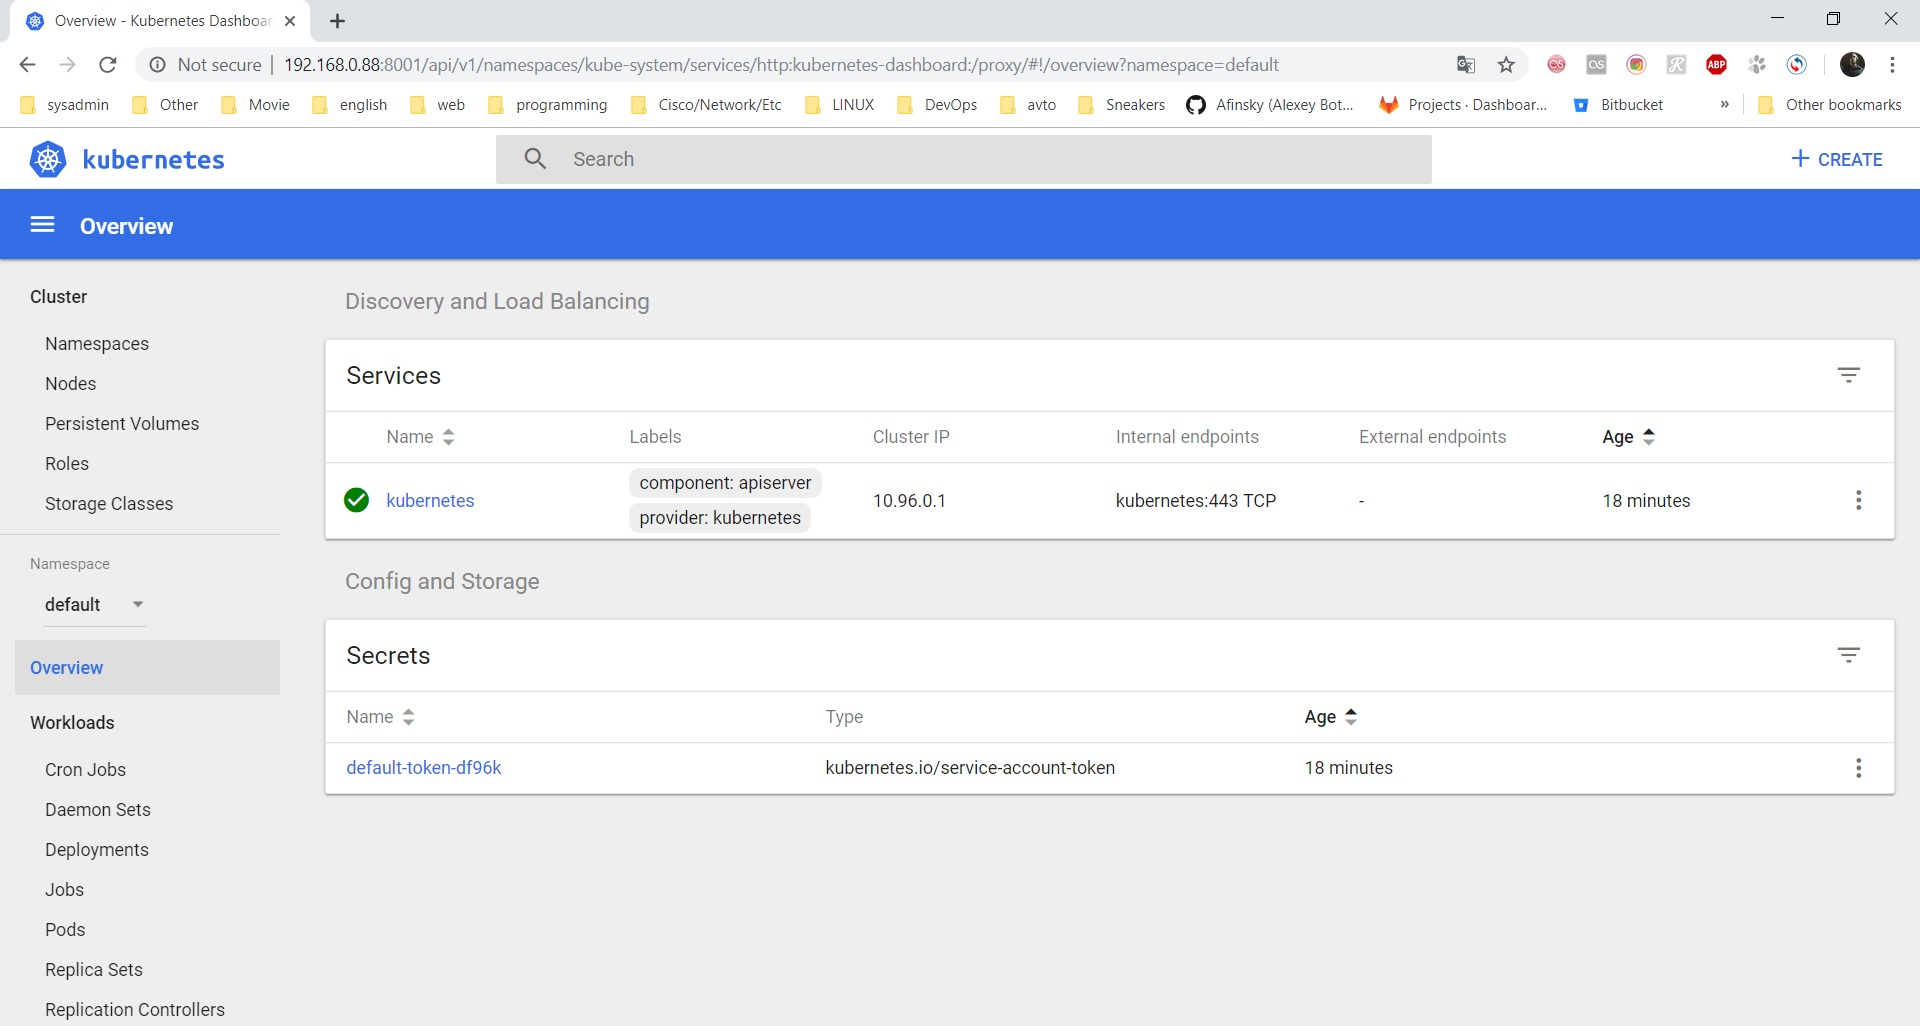 Overview - Kubernetes Dashboar
Not secure | 192.168.0.88:8001/api/v1/namespaces/kube-system/services/http:kubernetes-dashboard:/proxy/#!/overview?namespace=default
ABP
sysadmin Other Movie english web programming Cisco/Network/Etc LINUX DevOps avto Sneakers Afinsky (Alexey Bot... Projects · Dashboar... Bitbucket » Other bookmarks
kubernetes Search + CREATE
Overview
Cluster
Namespaces
Nodes
Persistent Volumes
Roles
Storage Classes
Namespace
default
Overview
Workloads
Cron Jobs
Daemon Sets
Deployments
Jobs
Pods
Replica Sets
Replication Controllers
Discovery and Load Balancing
Services
Name Labels Cluster IP Internal endpoints External endpoints Age
kubernetes component: apiserver provider: kubernetes 10.96.0.1 kubernetes:443 TCP - 18 minutes
Config and Storage
Secrets
Name Type Age
default-token-df96k kubernetes.io/service-account-token 18 minutes